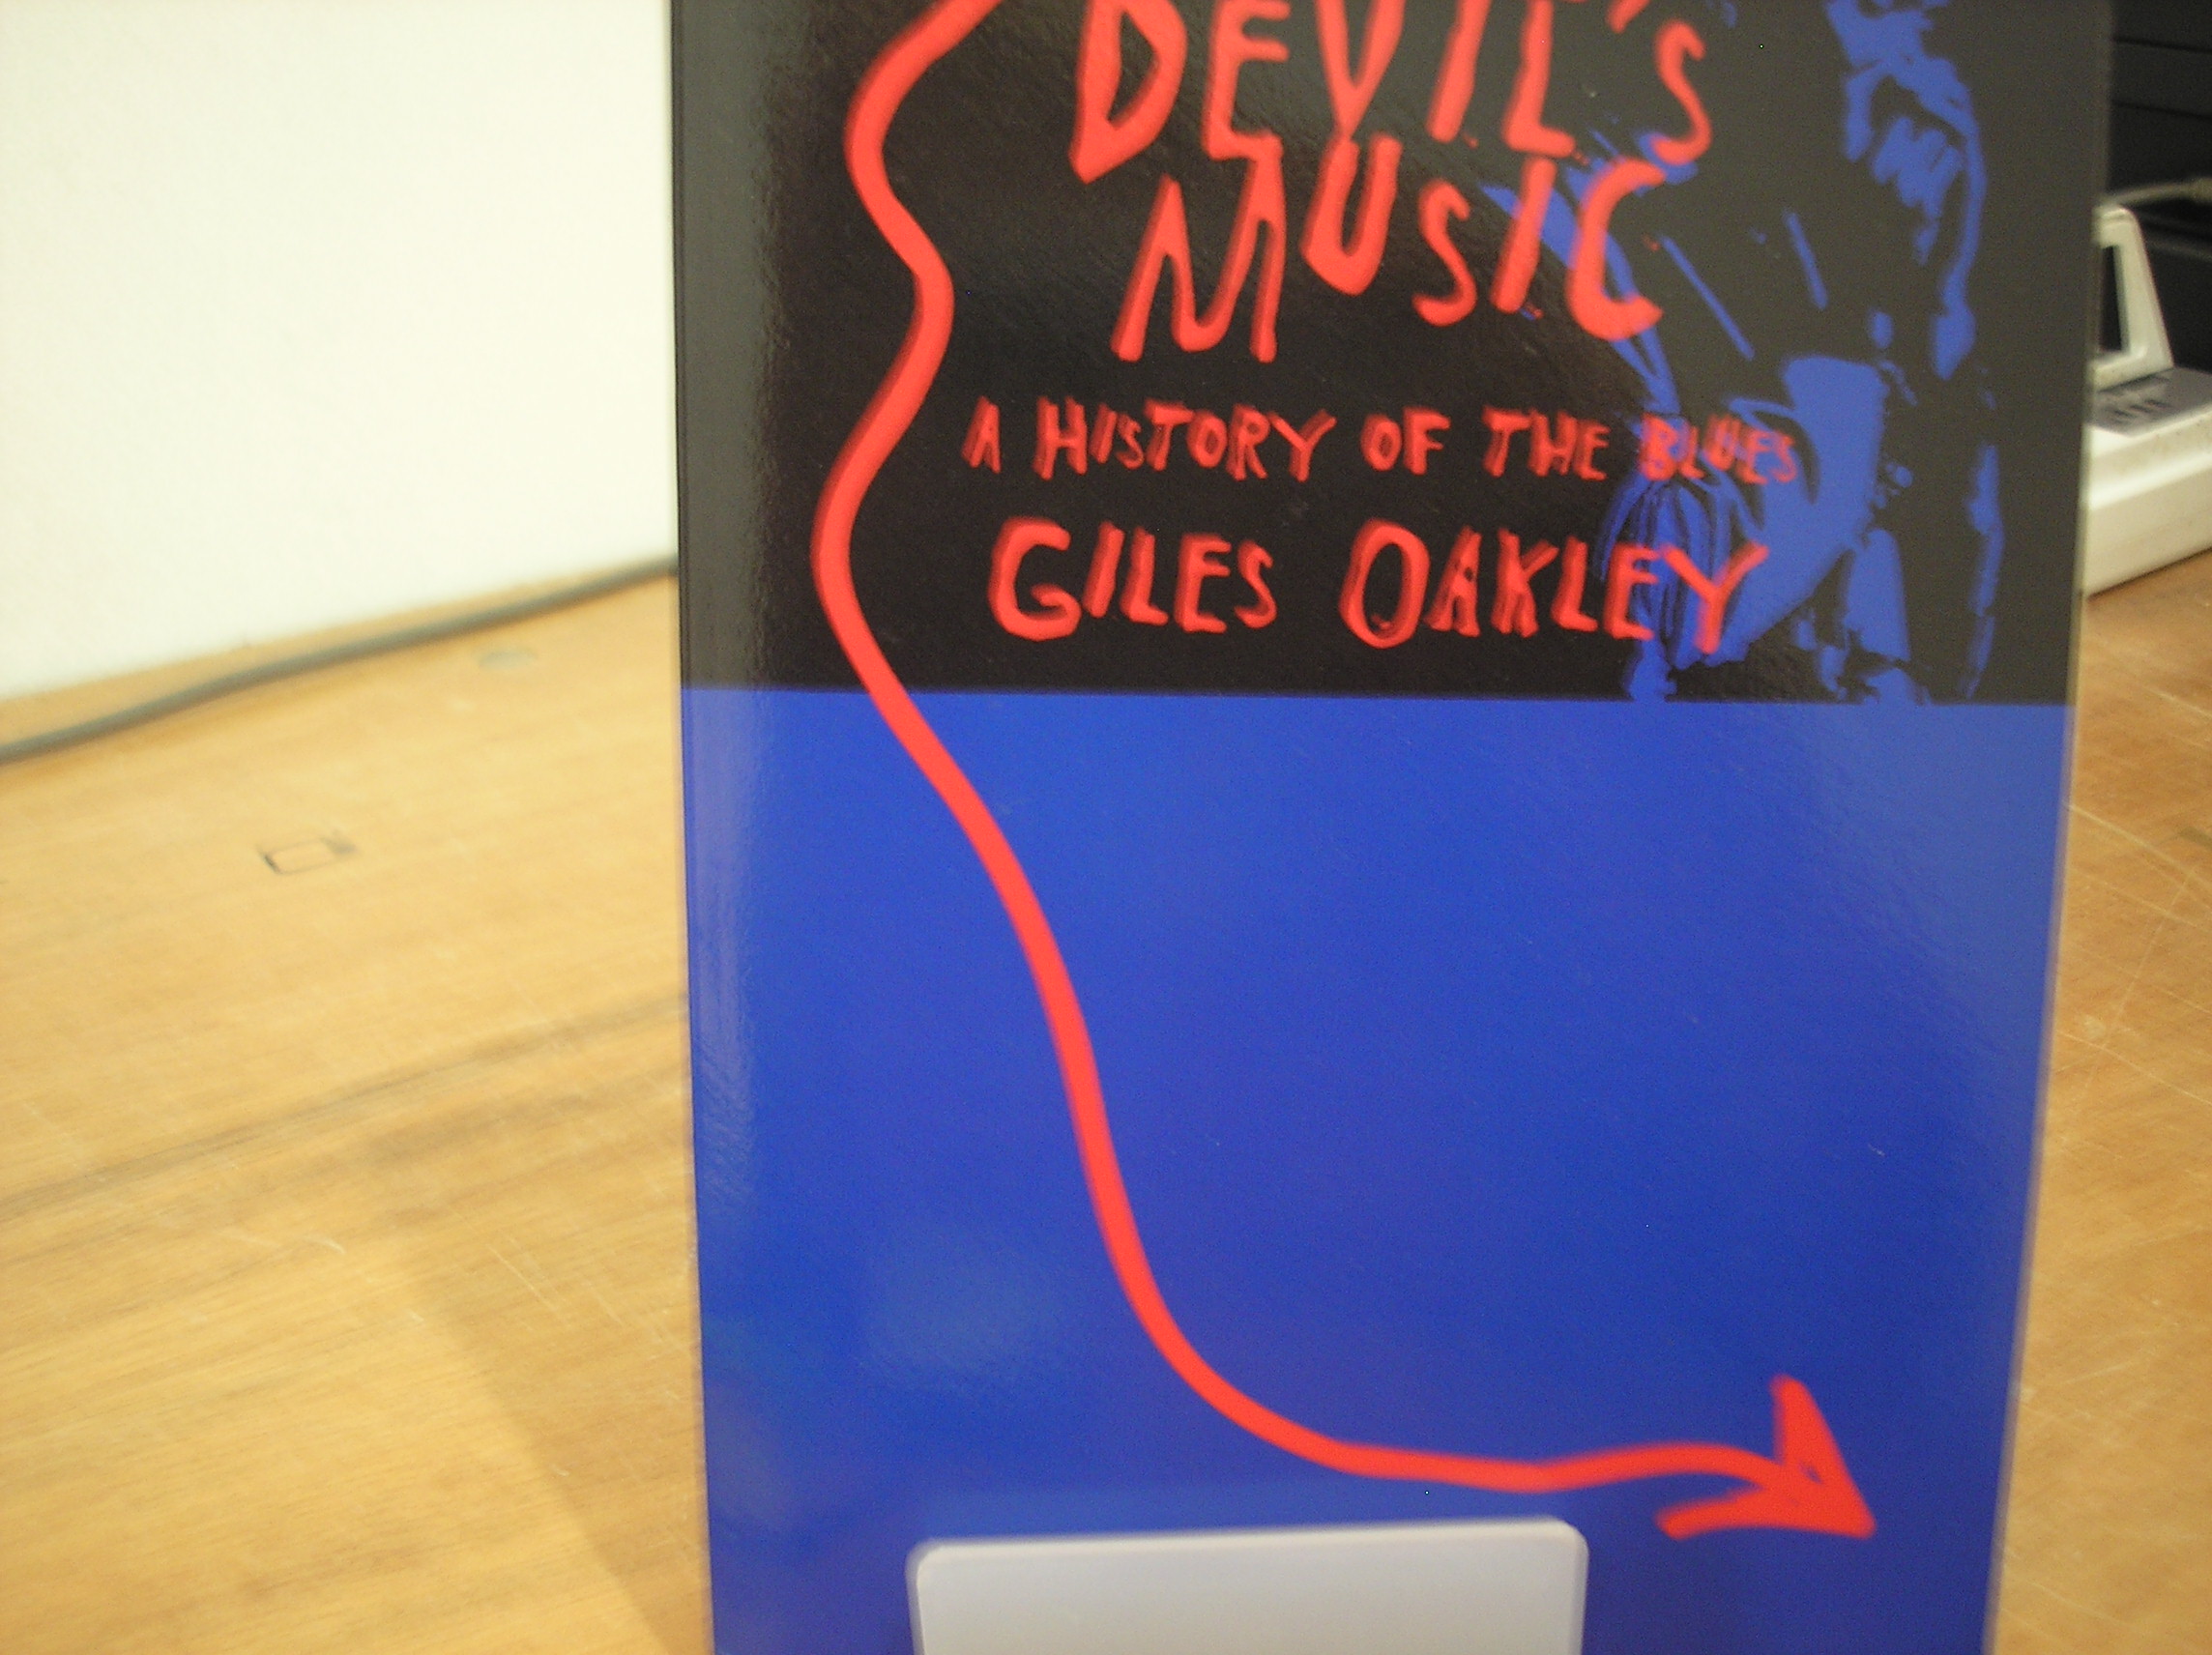 DEVIL'S
MUSIC
A HISTORY OF THE BLUES
GILES OAKLEY